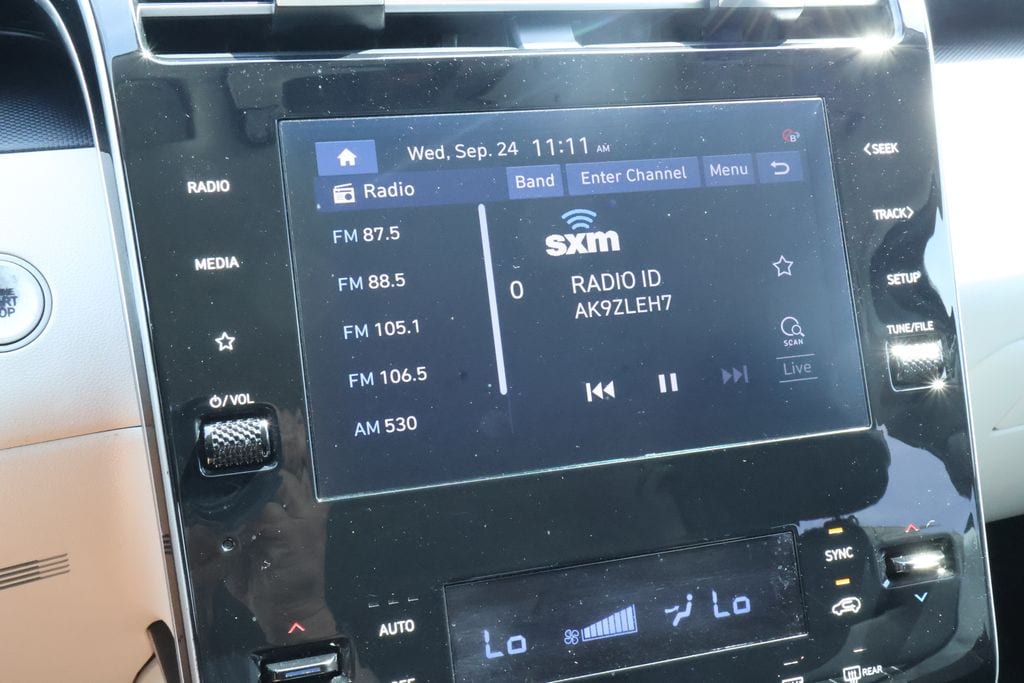 Wed, Sep. 24 11:11 AM
Radio
Band
Enter Channel
Menu
FM 87.5
FM 88.5
FM 105.1
FM 106.5
AM 530
sxm
0
RADIO ID
AK9ZLEH7
SCAN
Live
RADIO
MEDIA
/VOL
SEEK
TRACK
SETUP
TUNE/FILE
SYNC
AUTO
Lo
Lo
REAR